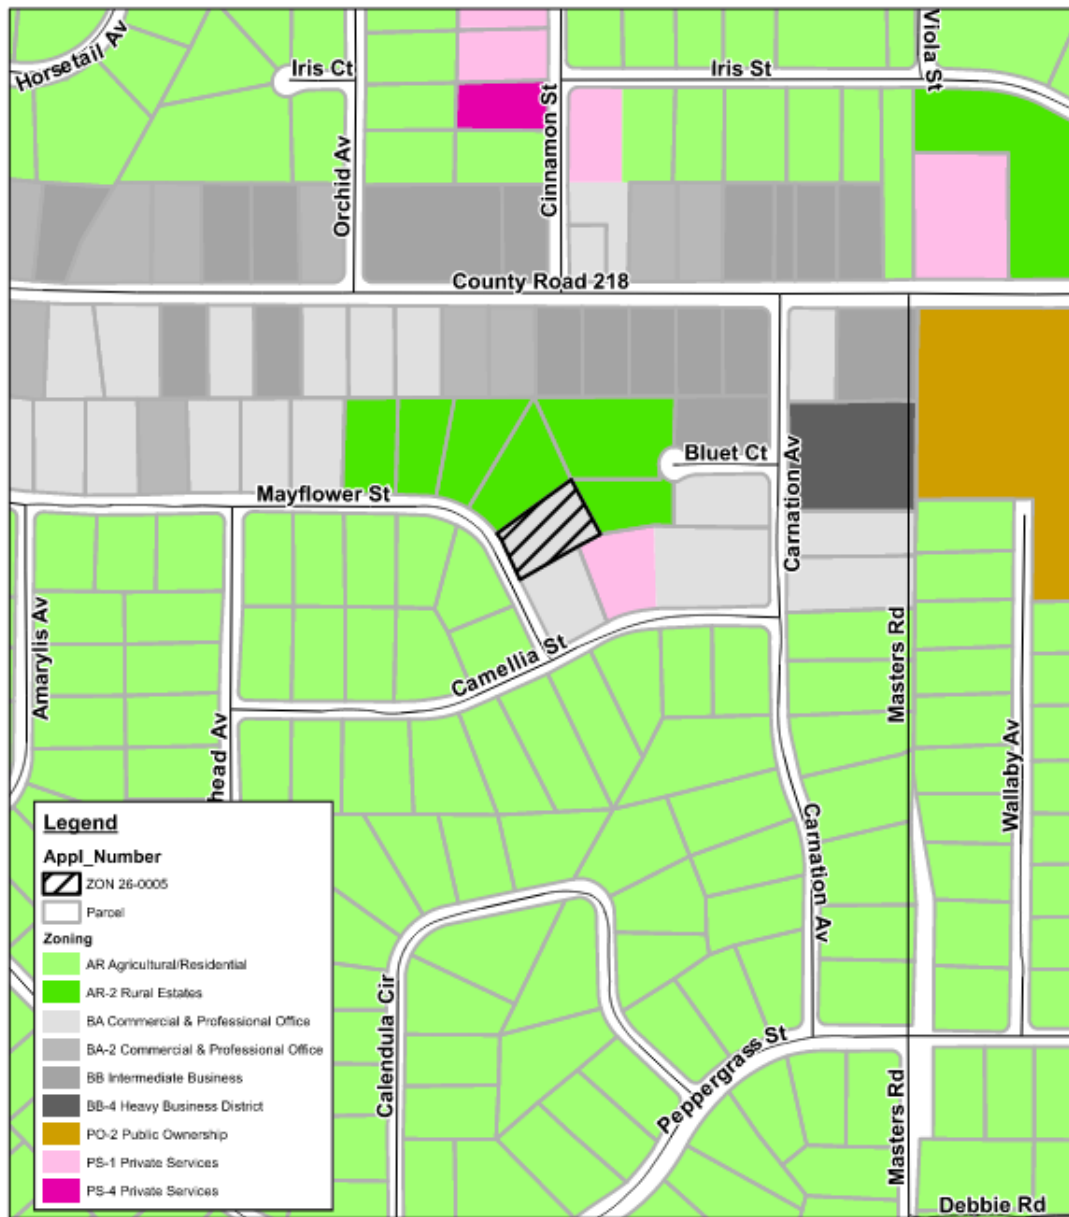 Horsetail Av
Iris Ct
Orchid Av
Cinnamon St
Iris St
Viola St
County Road 218
Mayflower St
Bluet Ct
Carnation Av
Amarylis Av
head Av
Camellia St
Masters Rd
Wallaby Av
Carnation Av
Calendula Cir
Peppergrass St
Masters Rd
Debbie Rd
Legend
Appl_Number
ZON 26-0005
Parcel
Zoning
AR Agricultural/Residential
AR-2 Rural Estates
BA Commercial & Professional Office
BA-2 Commercial & Professional Office
BB Intermediate Business
BB-4 Heavy Business District
PO-2 Public Ownership
PS-1 Private Services
PS-4 Private Services